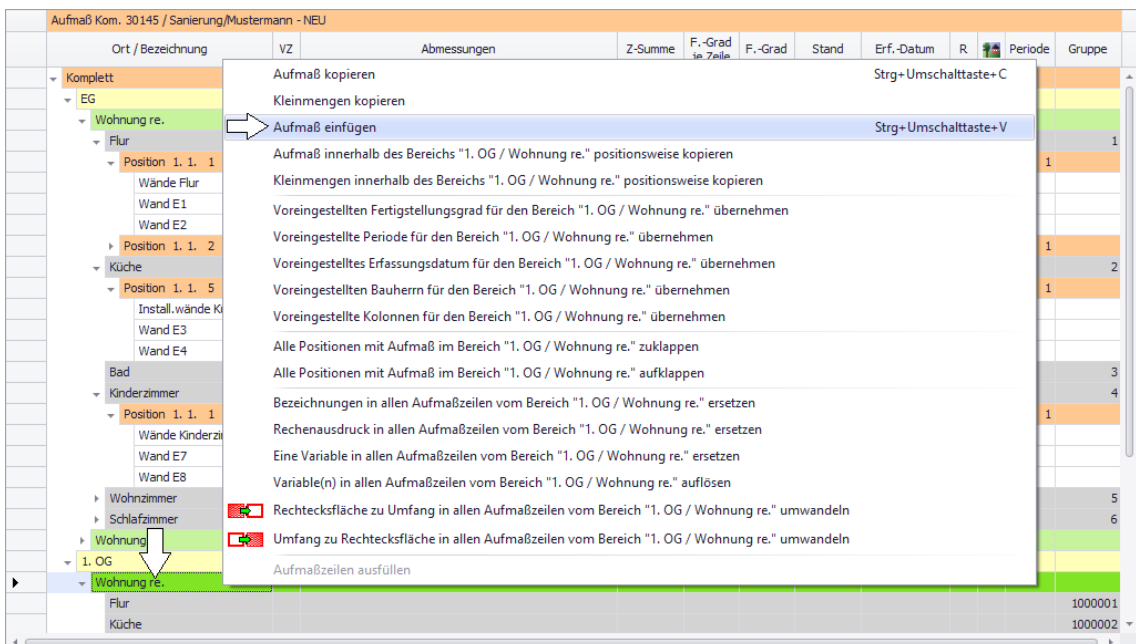 Aufmaß Kom. 30145 / Sanierung/Mustermann - NEU
Ort / Bezeichnung VZ Abmessungen Z-Summe F.-Grad je Zeile F.-Grad Stand Erf.-Datum R Periode Gruppe
Komplett
EG
Wohnung re.
Flur 1
Position 1. 1. 1 1
Wände Flur
Wand E1
Wand E2
Position 1. 1. 2 1
Küche 2
Position 1. 1. 5 1
Install.wände
Wand E3
Wand E4
Bad 3
Kinderzimmer 4
Position 1. 1. 1 1
Wände
Wand E7
Wand E8
Wohnzimmer 5
Schlafzimmer 6
Wohnung
1. OG
Wohnung re.
Flur 1000001
Küche 1000002
Aufmaß kopieren Strg+Umschalttaste+C
Kleinmengen kopieren
Aufmaß einfügen Strg+Umschalttaste+V
Aufmaß innerhalb des Bereichs "1. OG / Wohnung re." positionsweise kopieren
Kleinmengen innerhalb des Bereichs "1. OG / Wohnung re." positionsweise kopieren
Voreingestellten Fertigstellungsgrad für den Bereich "1. OG / Wohnung re." übernehmen
Voreingestellte Periode für den Bereich "1. OG / Wohnung re." übernehmen
Voreingestelltes Erfassungsdatum für den Bereich "1. OG / Wohnung re." übernehmen
Voreingestellten Bauherrn für den Bereich "1. OG / Wohnung re." übernehmen
Voreingestellte Kolonnen für den Bereich "1. OG / Wohnung re." übernehmen
Alle Positionen mit Aufmaß im Bereich "1. OG / Wohnung re." zuklappen
Alle Positionen mit Aufmaß im Bereich "1. OG / Wohnung re." aufklappen
Bezeichnungen in allen Aufmaßzeilen vom Bereich "1. OG / Wohnung re." ersetzen
Rechenausdruck in allen Aufmaßzeilen vom Bereich "1. OG / Wohnung re." ersetzen
Eine Variable in allen Aufmaßzeilen vom Bereich "1. OG / Wohnung re." ersetzen
Variable(n) in allen Aufmaßzeilen vom Bereich "1. OG / Wohnung re." auflösen
Rechtecksfläche zu Umfang in allen Aufmaßzeilen vom Bereich "1. OG / Wohnung re." umwandeln
Umfang zu Rechtecksfläche in allen Aufmaßzeilen vom Bereich "1. OG / Wohnung re." umwandeln
Aufmaßzeilen ausfüllen